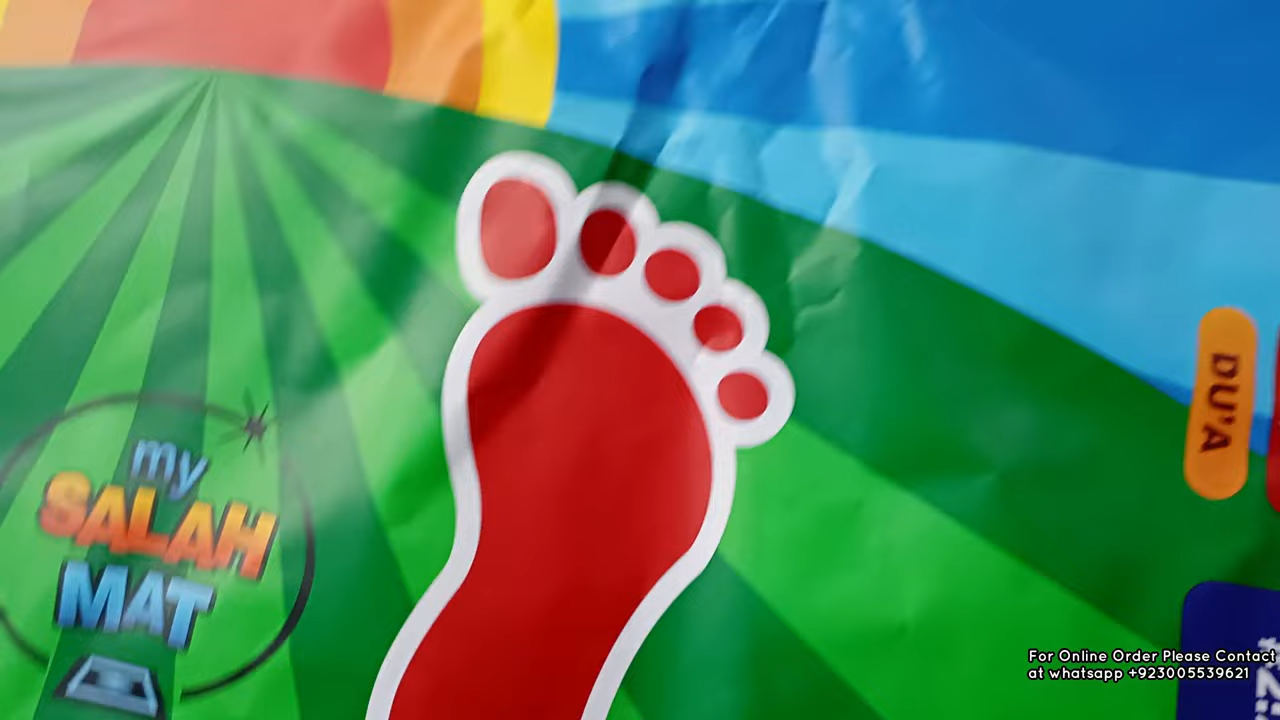 my
SALAH
MAT
DU'A
For Online Order Please Contact
at whatsapp +923005539621